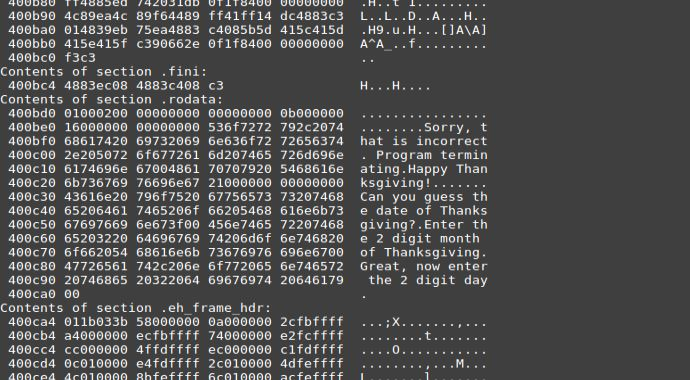 400b80 ff4885ed 742031db 0f1f8400 00000000 .H..t 1.........
400b90 4c89ea4c 89f64489 ff41ff14 dc4883c3 L..L..D..A...H..
400ba0 014839eb 75ea4883 c4085b5d 415c415d .H9.u.H...[]A\A]
400bb0 415e415f c390662e 0f1f8400 00000000 A^A_..f.........
400bc0 f3c3 ..
Contents of section .fini:
400bc4 4883ec08 4883c408 c3 H...H....
Contents of section .rodata:
400bd0 01000200 00000000 00000000 0b000000 ................
400be0 16000000 00000000 536f7272 792c2074 ........Sorry, t
400bf0 68617420 69732069 6e636f72 72656374 hat is incorrect
400c00 2e205072 6f677261 6d207465 726d696e . Program termin
400c10 6174696e 67004861 70707920 5468616e ating.Happy Than
400c20 6b736769 76696e67 21000000 00000000 ksgiving!.......
400c30 43616e20 796f7520 67756573 73207468 Can you guess th
400c40 65206461 7465206f 66205468 616e6b73 e date of Thanks
400c50 67697669 6e673f00 456e7465 72207468 giving?.Enter th
400c60 65203220 64696769 74206d6f 6e746820 e 2 digit month
400c70 6f662054 68616e6b 73676976 696e6700 of Thanksgiving.
400c80 47726561 742c206e 6f772065 6e746572 Great, now enter
400c90 20746865 20322064 69676974 20646179 the 2 digit day
400ca0 00 .
Contents of section .eh_frame_hdr:
400ca4 011b033b 58000000 0a000000 2cfbffff ...;X.......,...
400cb4 a4000000 ecfbffff 74000000 e2fcffff ........t.......
400cc4 cc000000 4ffdffff ec000000 c1fdffff ....O...........
400cd4 0c010000 e4fdffff 2c010000 4dfeffff ........,...M...
400ce4 4c010000 8bfeffff 6c010000 acfeffff L.......l.......